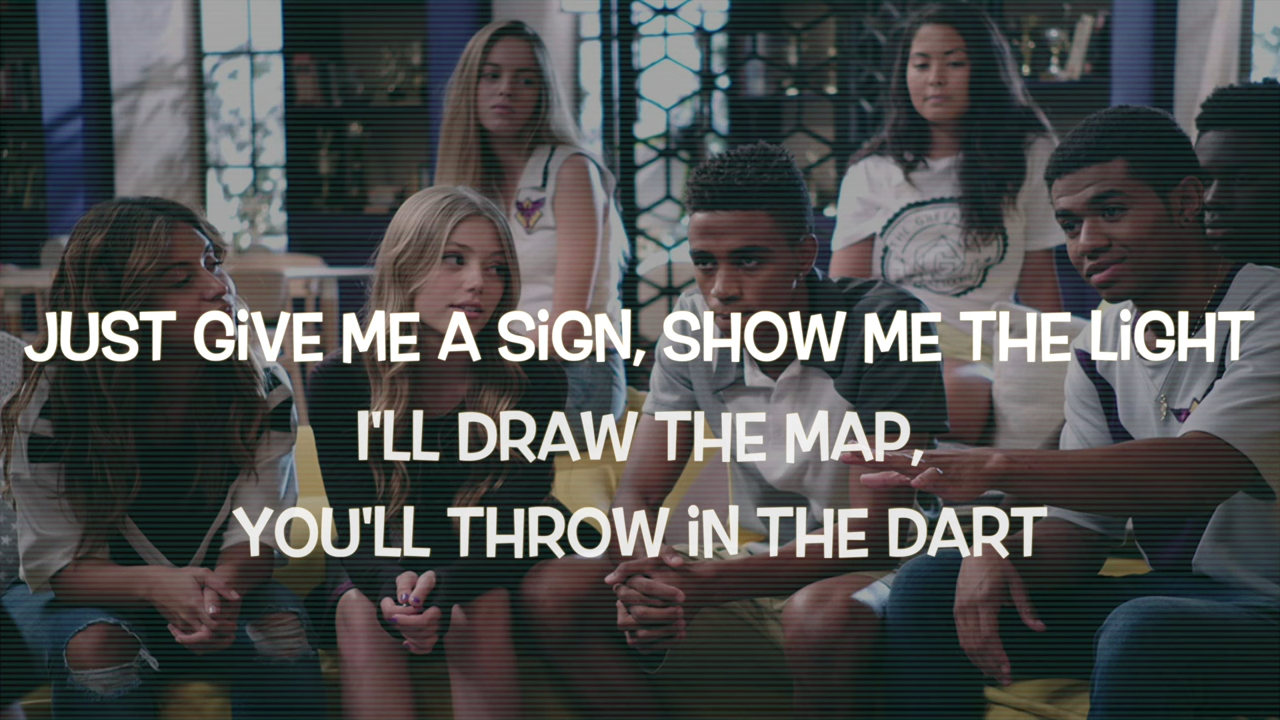 JUST GiVE ME A SiGN, SHOW ME THE LiGHT
I'LL DRAW THE MAP,
YOU'LL THROW iN THE DART